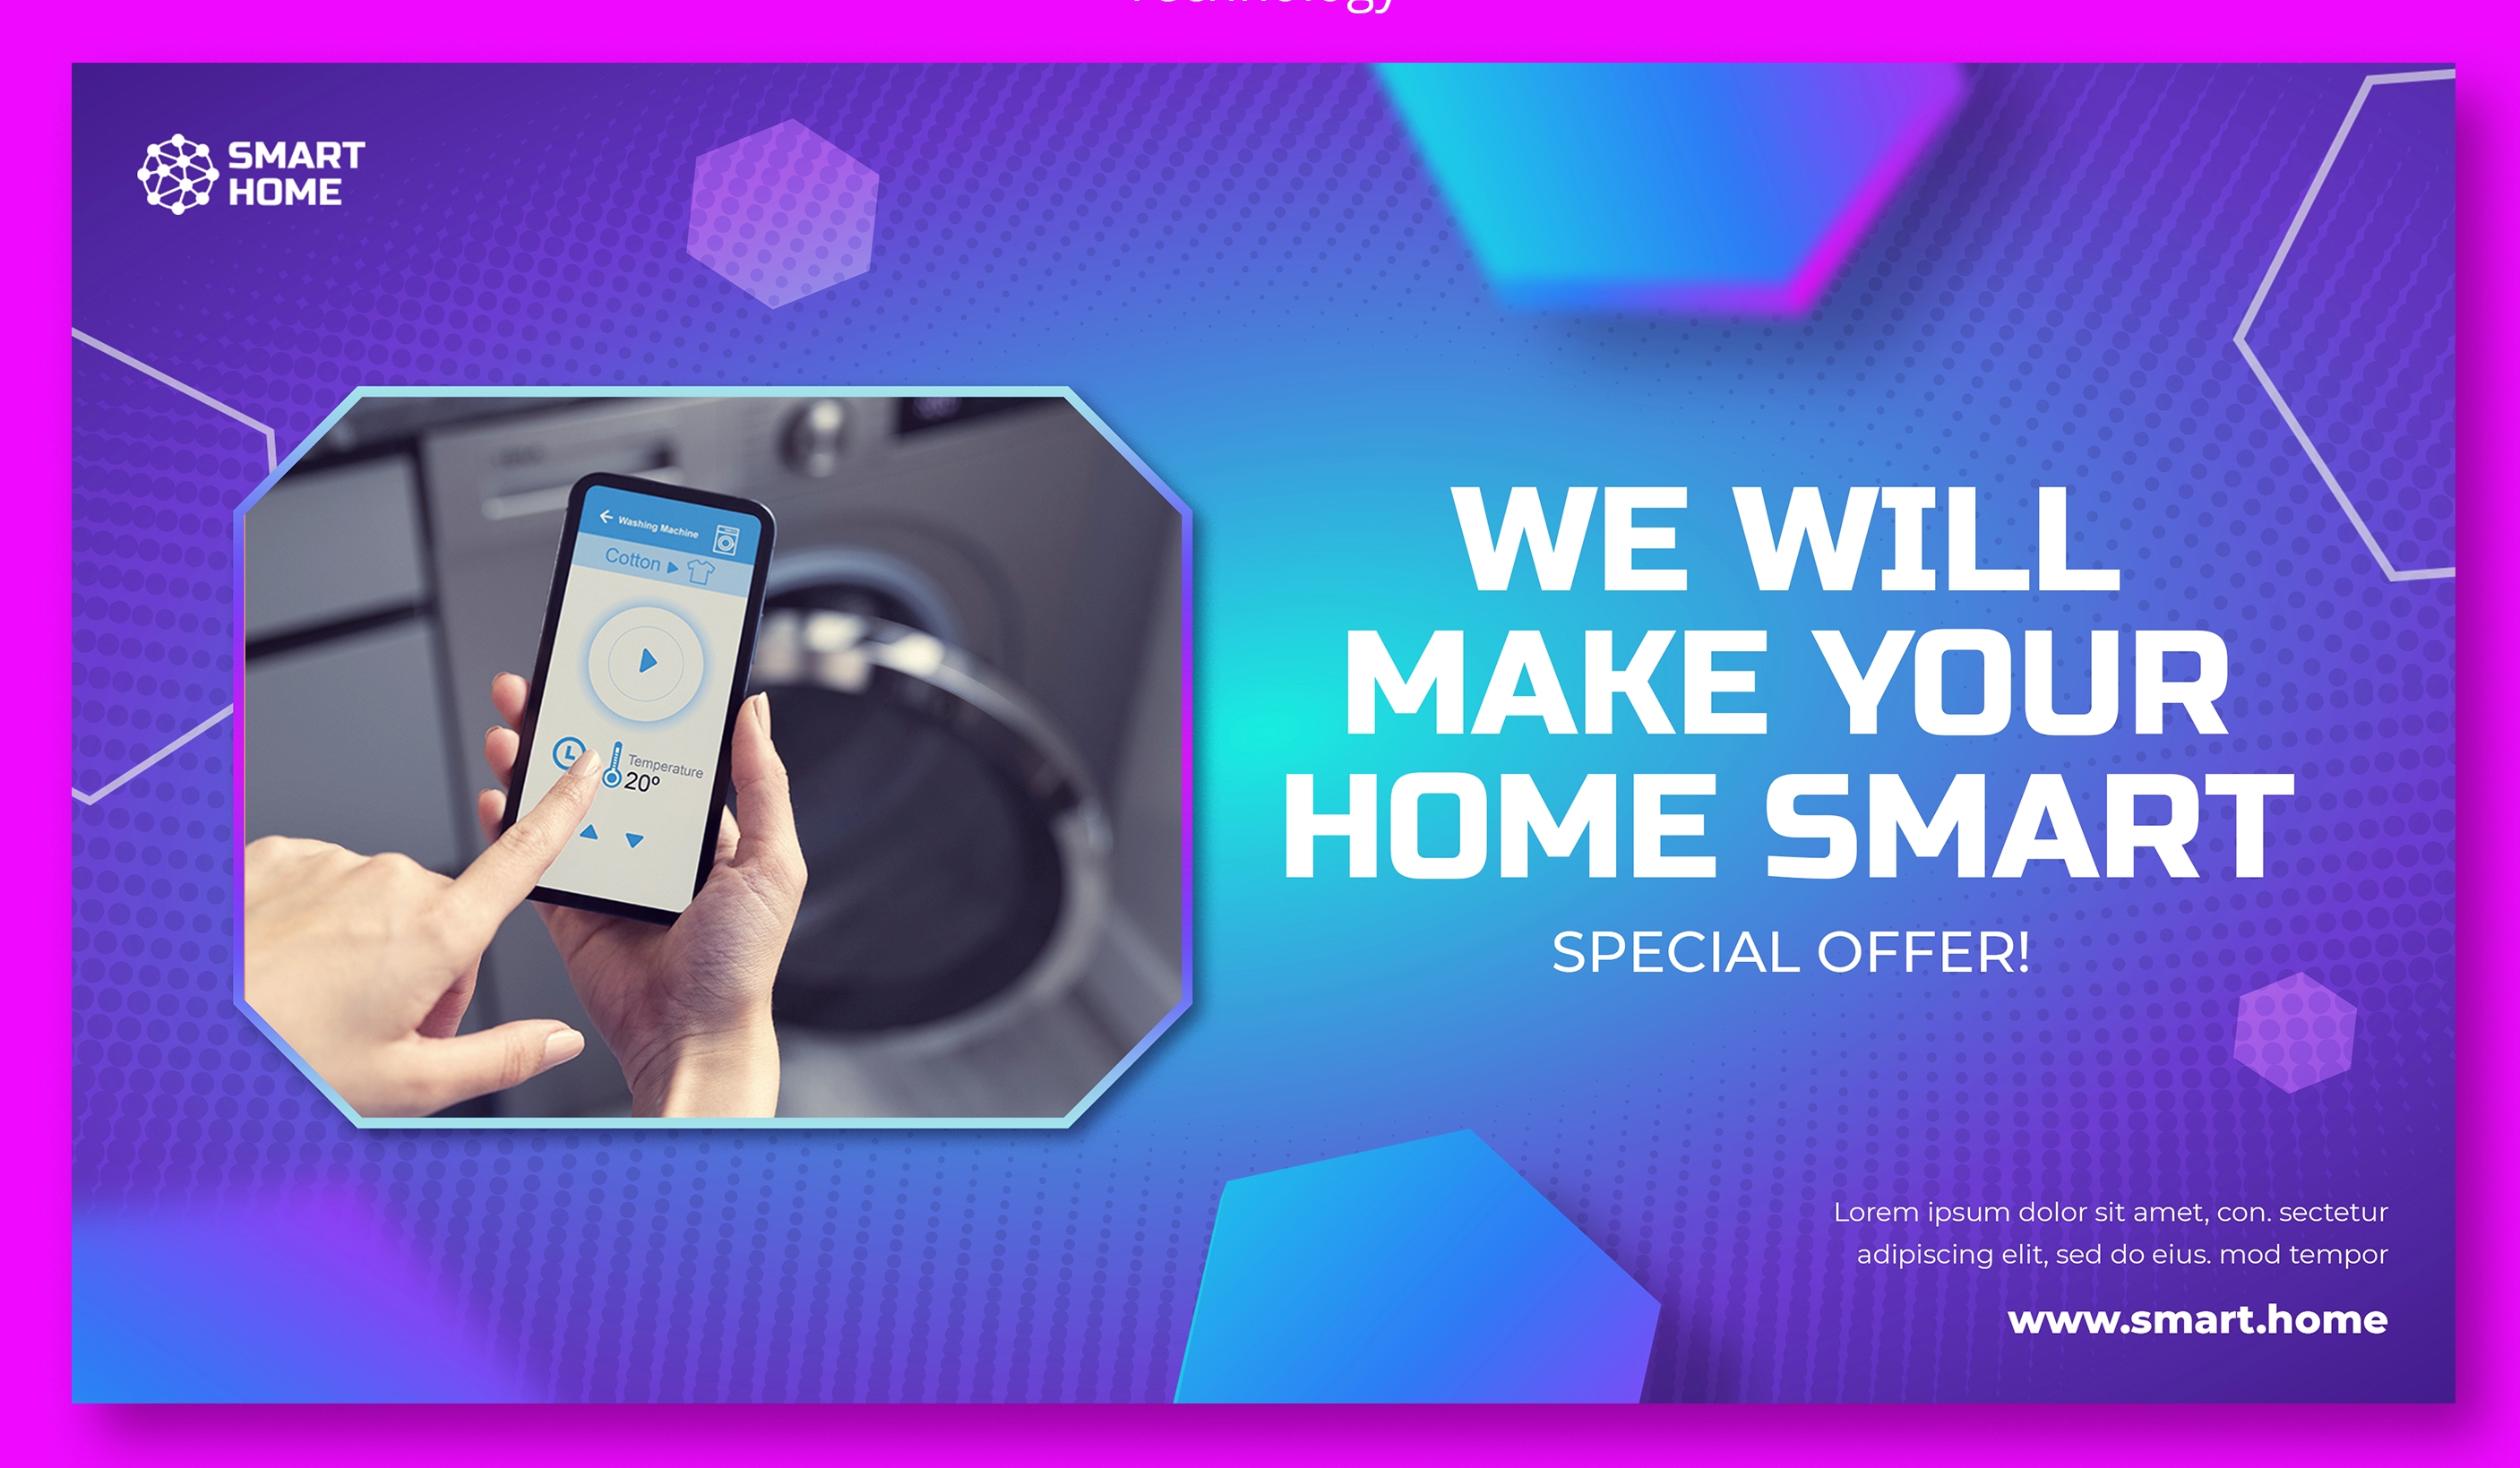 Technology
SMART
HOME
Washing Machine
Cotton
Temperature
20°
WE WILL
MAKE YOUR
HOME SMART
SPECIAL OFFER!
Lorem ipsum dolor sit amet, con. sectetur
adipiscing elit, sed do eius. mod tempor
www.smart.home